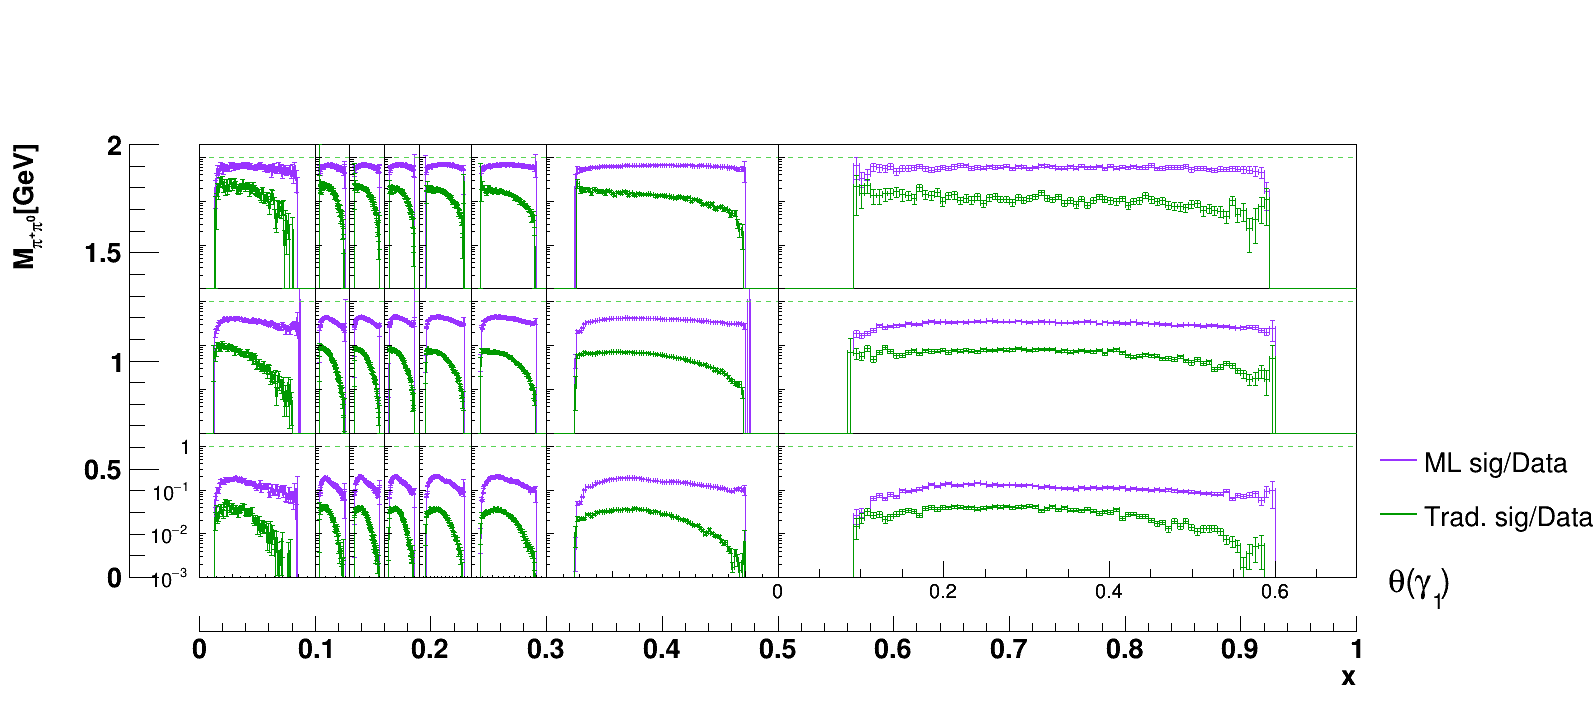 M π⁺π⁰ [GeV]
2
1.5
1
0.5
0
1
10⁻¹
10⁻²
10⁻³
0 0.2 0.4 0.6
θ(γ₁)
0 0.1 0.2 0.3 0.4 0.5 0.6 0.7 0.8 0.9 1
x
ML sig/Data
Trad. sig/Data